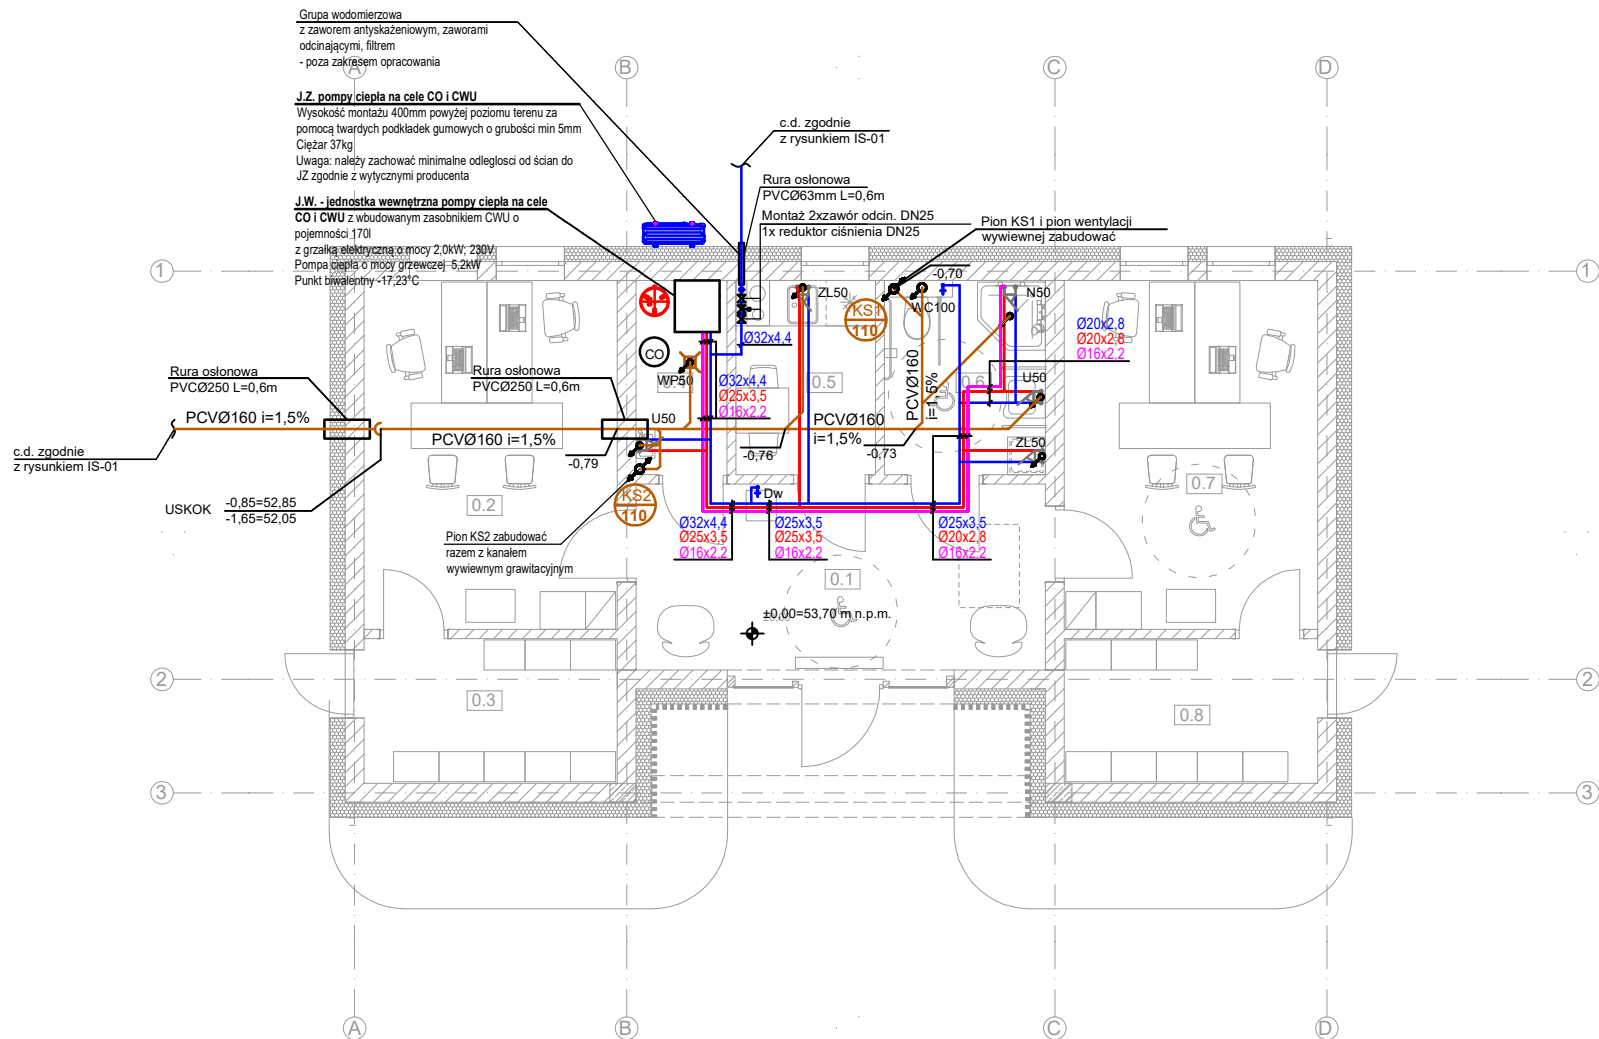 Grupa wodomierzowa
z zaworem antyskażeniowym, zaworami
odcinającymi, filtrem
- poza zakresem opracowania
A
B
C
D
J.Z. pompy ciepła na cele CO i CWU
Wysokość montażu 400mm powyżej poziomu terenu za
pomocą twardych podkładek gumowych o grubości min 5mm
Ciężar 37kg
Uwaga: należy zachować minimalne odleglosci od ścian do
JZ zgodnie z wytycznymi producenta
c.d. zgodnie
z rysunkiem IS-01
Rura osłonowa
PVCØ63mm L=0,6m
J.W. - jednostka wewnętrzna pompy ciepła na cele
CO i CWU z wbudowanym zasobnikiem CWU o
pojemności 170l
z grzałką elektryczną o mocy 2,0kW; 230V
Pompa ciepła o mocy grzewczej 5,2kW
Punkt biwalentny -17,23°C
Montaż 2xzawór odcin. DN25
1x reduktor ciśnienia DN25
Pion KS1 i pion wentylacji
wywiewnej zabudować
1
1
-0,70
ZL50
WC100
N50
KS1
110
Ø32x4,4
Ø20x2,8
Ø20x2,8
Ø16x2,2
CO
WP50
Rura osłonowa
PVCØ250 L=0,6m
Rura osłonowa
PVCØ250 L=0,6m
Ø32x4,4
Ø25x3,5
Ø16x2,2
0.5
PCVØ160
i=1,5%
U50
U50
PCVØ160 i=1,5%
PCVØ160 i=1,5%
PCVØ160
i=1,5%
ZL50
c.d. zgodnie
z rysunkiem IS-01
-0,79
-0,76
-0,73
USKOK
-0,85=52,85
-1,65=52,05
0.2
KS2
110
Dw
0.7
Pion KS2 zabudować
razem z kanałem
wywiewnym grawitacyjnym
Ø32x4,4
Ø25x3,5
Ø16x2,2
Ø25x3,5
Ø25x3,5
Ø16x2,2
Ø25x3,5
Ø20x2,8
Ø16x2,2
0.1
±0,00=53,70 m n.p.m.
2
2
0.3
0.8
3
3
A
B
C
D